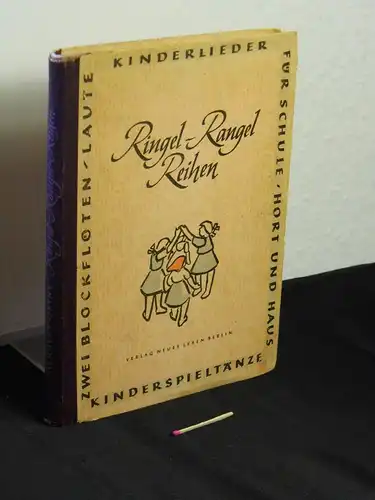 KINDERLIEDER
FÜR SCHULE · HORT UND HAUS
Ringel-Rangel
Reihen
VERLAG NEUES LEBEN BERLIN
KINDERSPIELTÄNZE
ZWEI BLOCKFLÖTEN · LAUTE